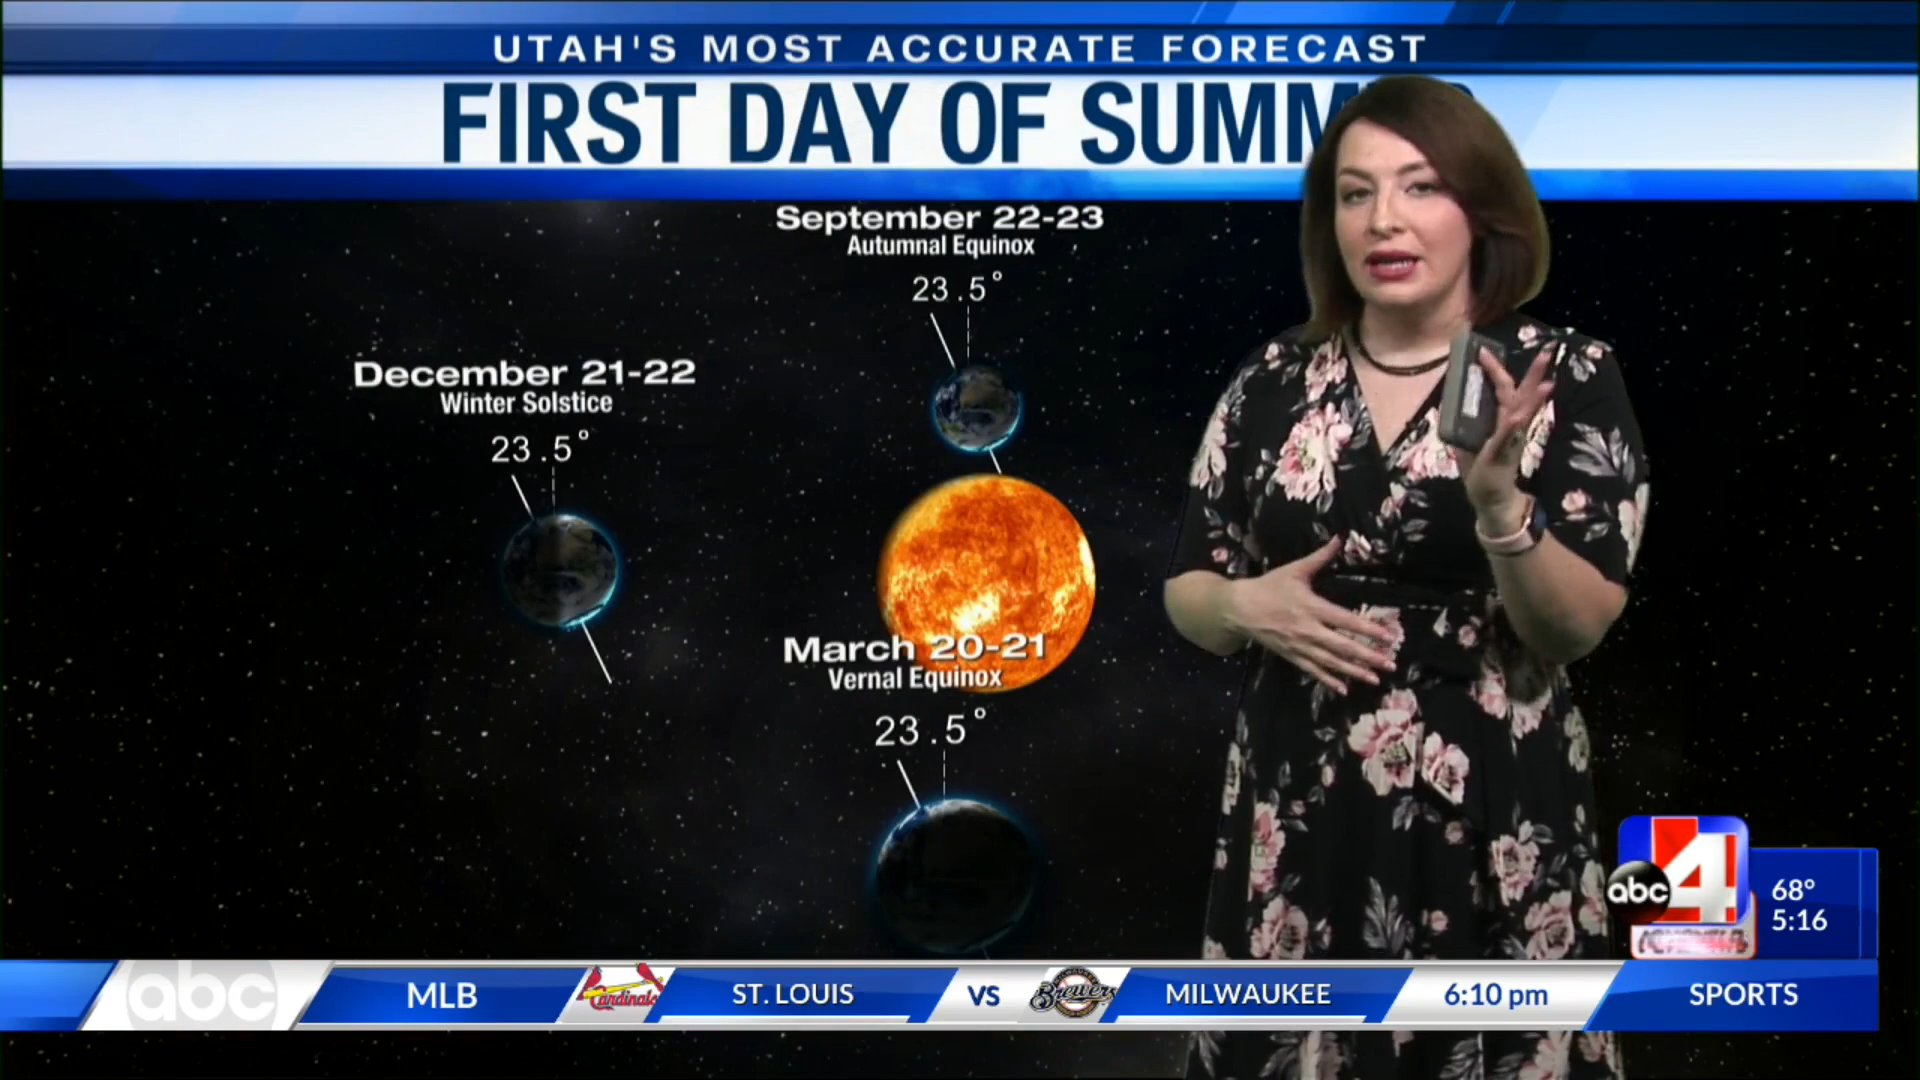 UTAH'S MOST ACCURATE FORECAST
FIRST DAY OF SUMM
September 22-23
Autumnal Equinox
23.5°
December 21-22
Winter Solstice
23.5°
March 20-21
Vernal Equinox
23.5°
abc 4
68°
5:16
abc
MLB
Cardinals
ST. LOUIS
VS
Brewers
MILWAUKEE
6:10 pm
SPORTS